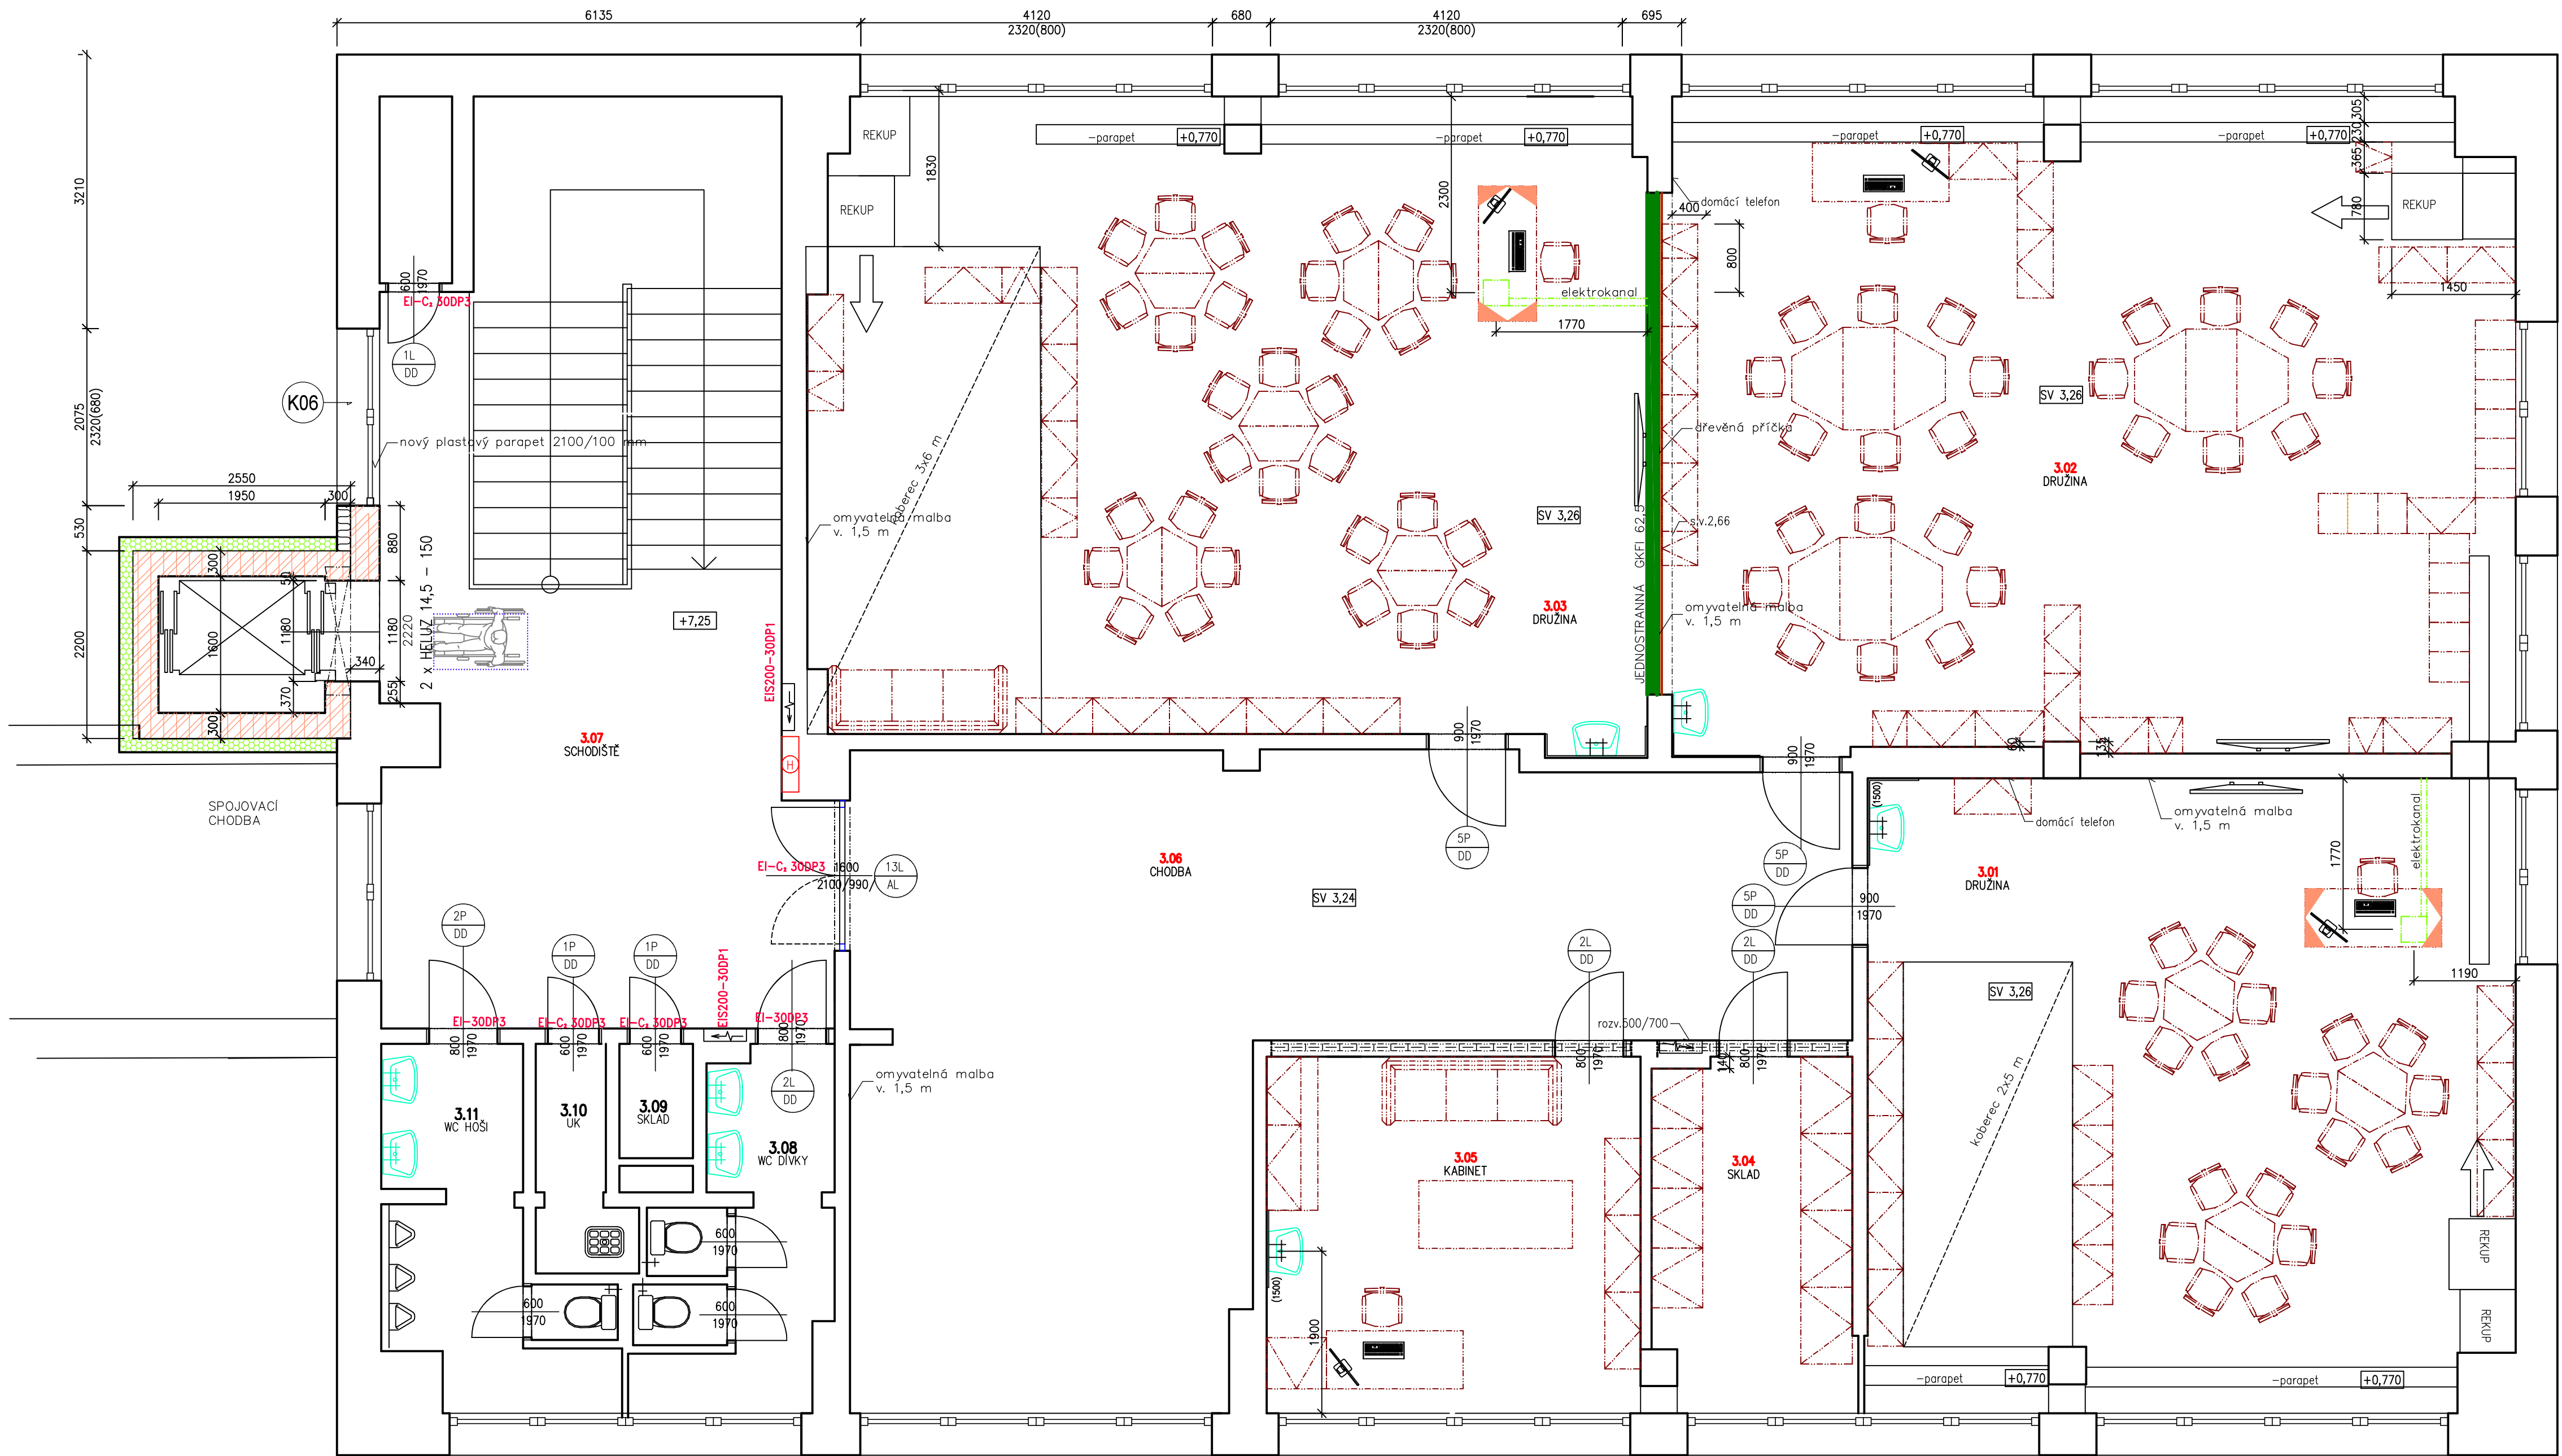 6135
4120
2320(800)
680
4120
2320(800)
695
3210
2075
2320(680)
530
2200
REKUP
REKUP
1830
-parapet
+0,770
-parapet
+0,770
2300
-parapet
+0,770
-parapet
+0,770
305
230
365
780
REKUP
1450
domácí telefon
400
800
600
1970
EI-C₂ 30DP3
1L
DD
K06
nový plastový parapet 2100/100 mm
elektrokanal
1770
koberec 3x6 m
omyvatelná malba
v. 1,5 m
dřevěná příčka
SV 3,26
3.02
DRUŽINA
SV 3,26
JEDNOSTRANNÁ GKFI 62,5
s.v.2,66
omyvatelná malba
v. 1,5 m
3.03
DRUŽINA
2550
1950
300
300
50
880
1600
1180
1180
2220
2 x HELUZ 14,5 - 150
340
370
255
300
+7,25
EIS200-30DP1
H
3.07
SCHODIŠTĚ
SPOJOVACÍ
CHODBA
900
1970
5P
DD
900
1970
5P
DD
60
135
(1500)
domácí telefon
omyvatelná malba
v. 1,5 m
1770
elektrokanal
EI-C₂ 30DP3
1600
2100/990/
13L
AL
3.06
CHODBA
SV 3,24
5P
DD
900
1970
3.01
DRUŽINA
1190
SV 3,26
2P
DD
1P
DD
1P
DD
EIS200-30DP1
2L
DD
2L
DD
EI-30DP3
EI-C₂ 30DP3
EI-C₂ 30DP3
EI-30DP3
800
1970
600
1970
600
1970
800
1970
2L
DD
omyvatelná malba
v. 1,5 m
rozv.500/700
800
1970
140
800
1970
koberec 2x5 m
3.11
WC HOŠI
3.10
UK
3.09
SKLAD
3.08
WC DÍVKY
3.05
KABINET
3.04
SKLAD
600
1970
600
1970
600
1970
(1500)
1900
REKUP
REKUP
-parapet
+0,770
-parapet
+0,770